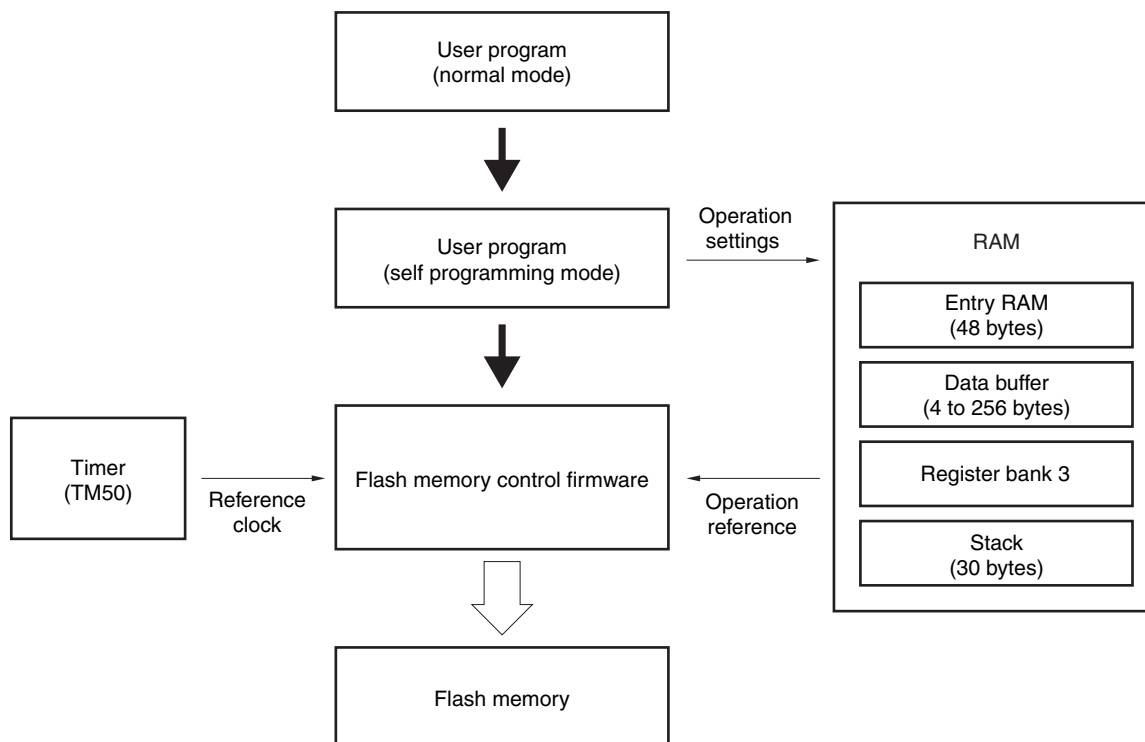 User program
(normal mode)
User program
(self programming mode)
Operation
settings
RAM
Entry RAM
(48 bytes)
Data buffer
(4 to 256 bytes)
Register bank 3
Stack
(30 bytes)
Timer
(TM50)
Reference
clock
Flash memory control firmware
Operation
reference
Flash memory